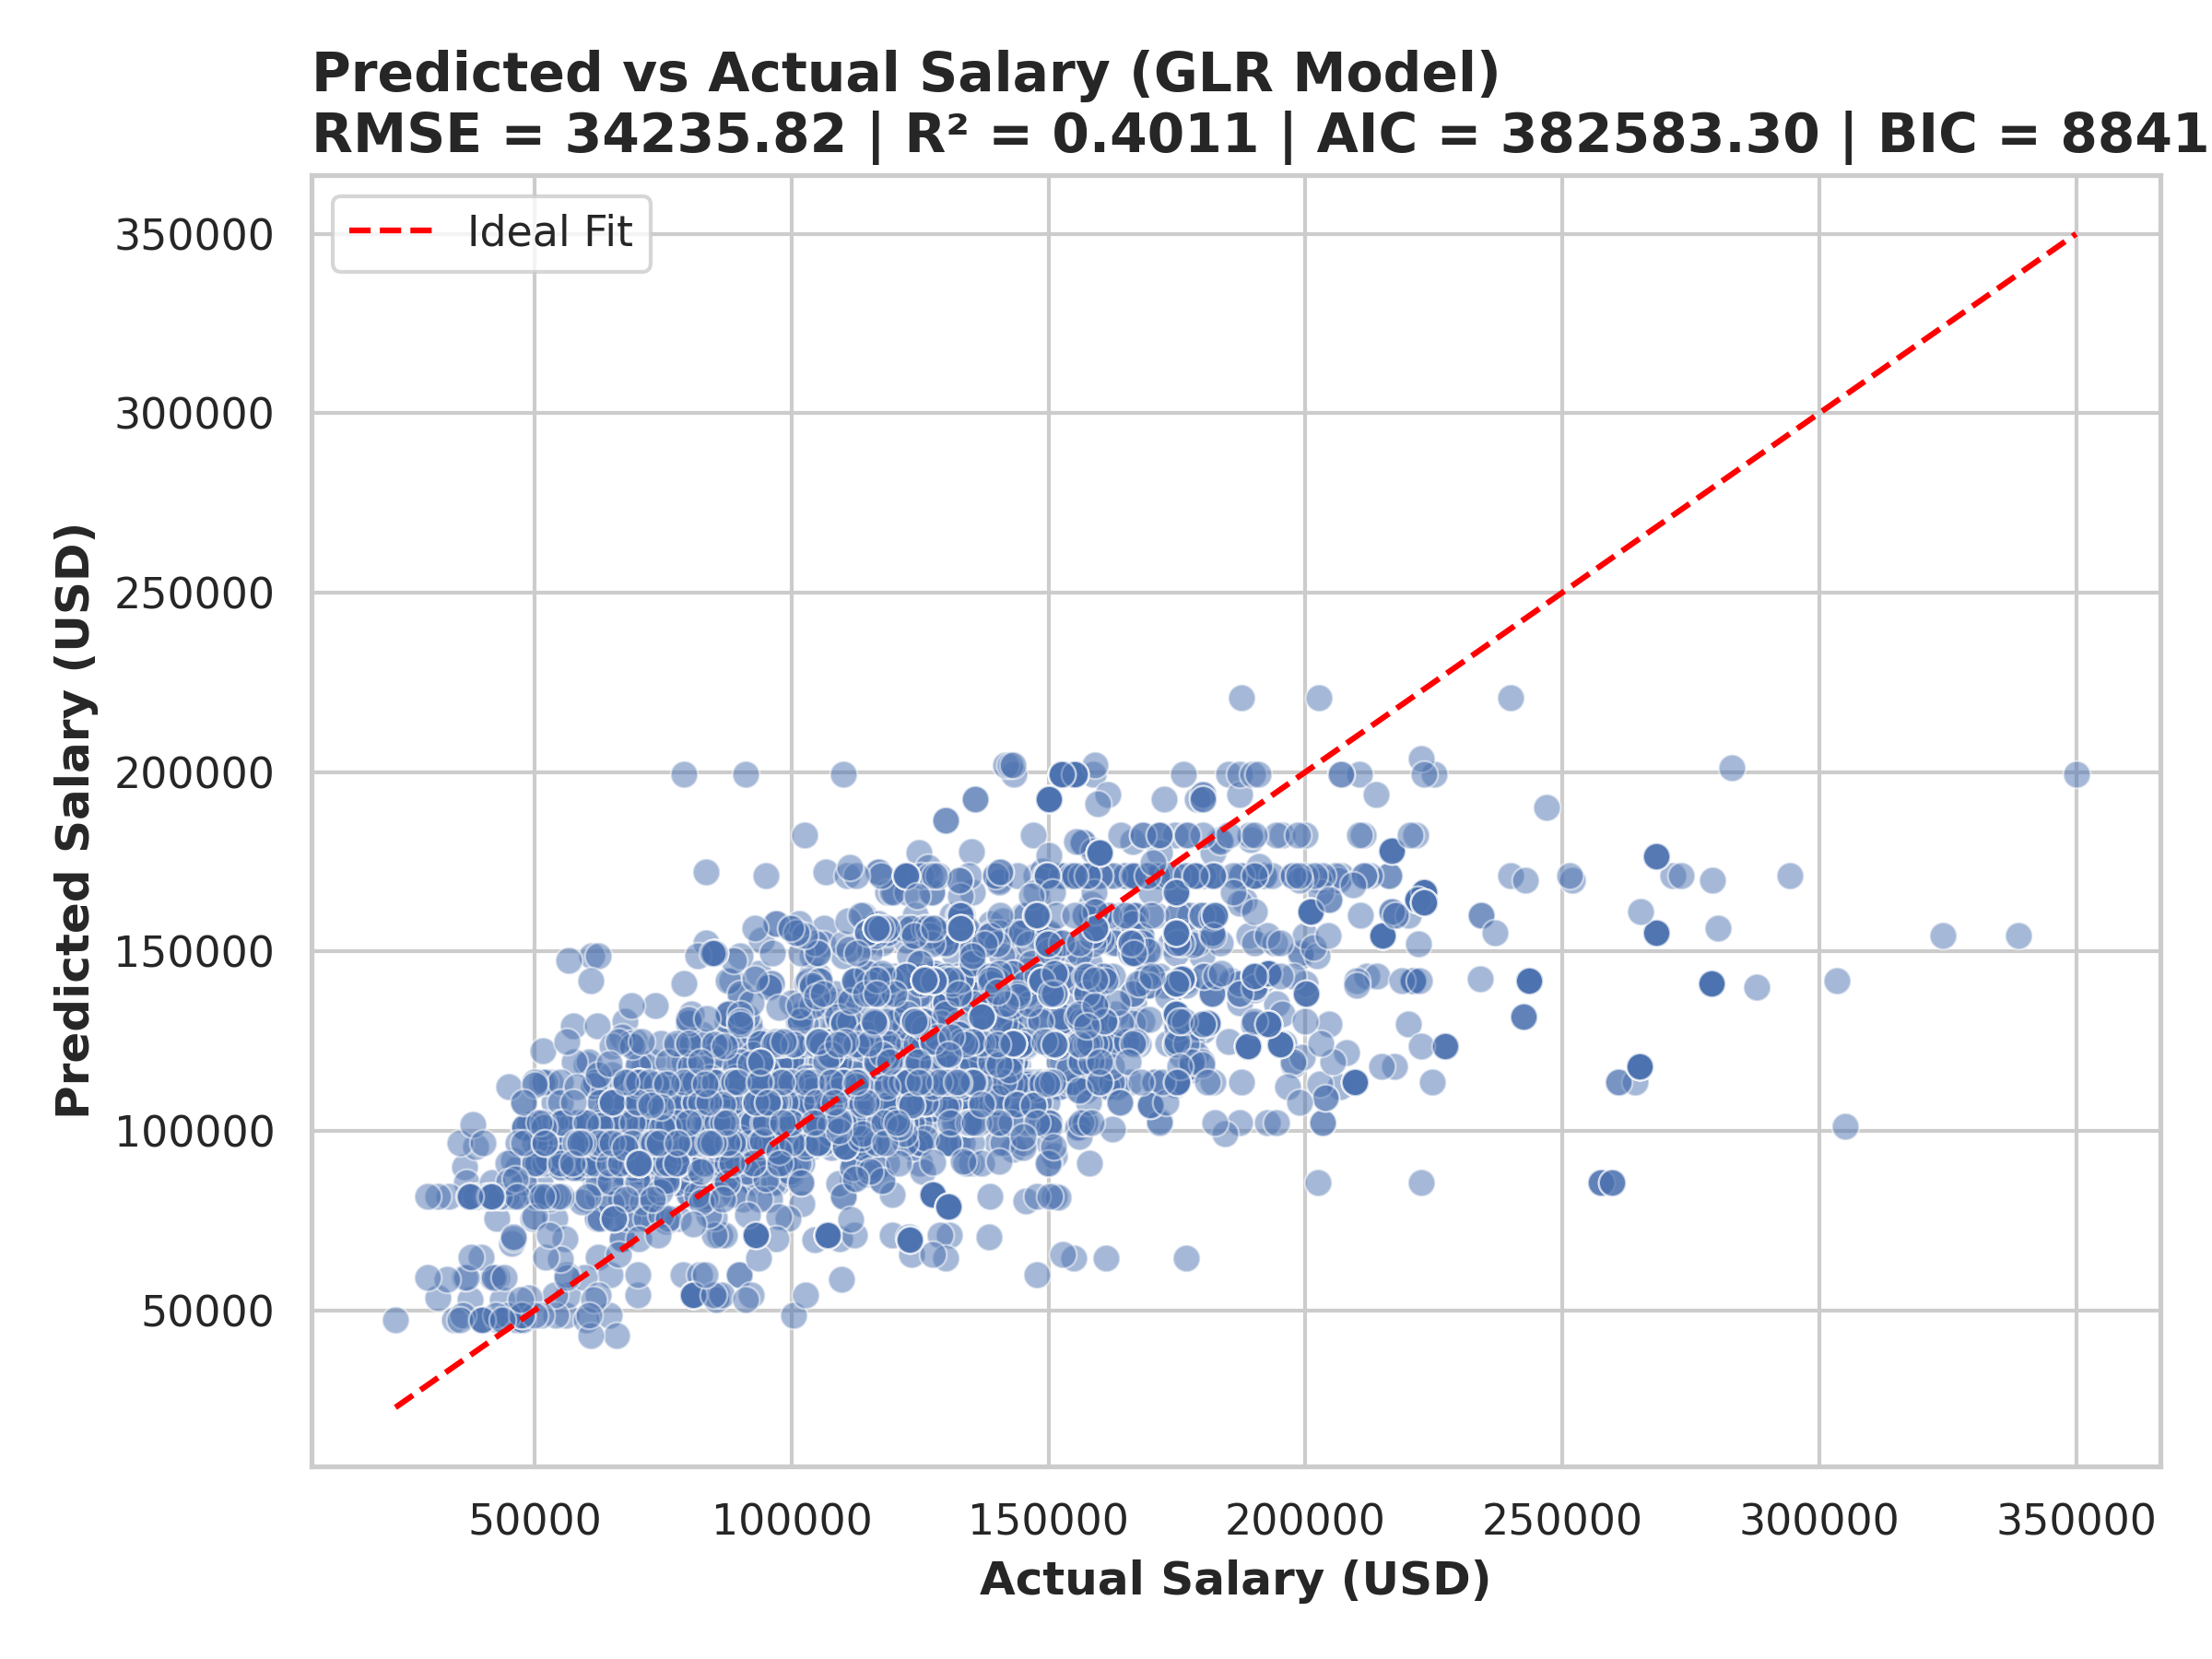 Predicted vs Actual Salary (GLR Model)
RMSE = 34235.82 | R² = 0.4011 | AIC = 382583.30 | BIC = 8841
Ideal Fit
350000
300000
250000
200000
150000
100000
50000
Predicted Salary (USD)
50000 100000 150000 200000 250000 300000 350000
Actual Salary (USD)